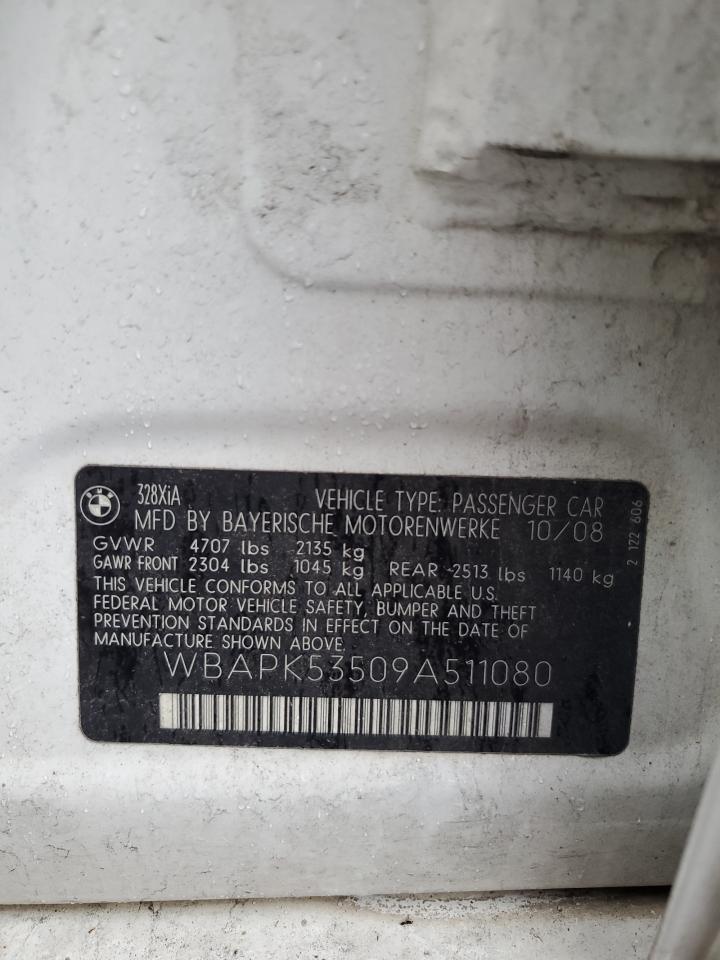 BMW
328XiA VEHICLE TYPE: PASSENGER CAR
MFD BY BAYERISCHE MOTORENWERKE 10/08
GVWR 4707 lbs 2135 kg
GAWR FRONT 2304 lbs 1045 kg REAR 2513 lbs 1140 kg
THIS VEHICLE CONFORMS TO ALL APPLICABLE U.S.
FEDERAL MOTOR VEHICLE SAFETY, BUMPER AND THEFT
PREVENTION STANDARDS IN EFFECT ON THE DATE OF
MANUFACTURE SHOWN ABOVE.
WBAPK53509A511080
2 122 606